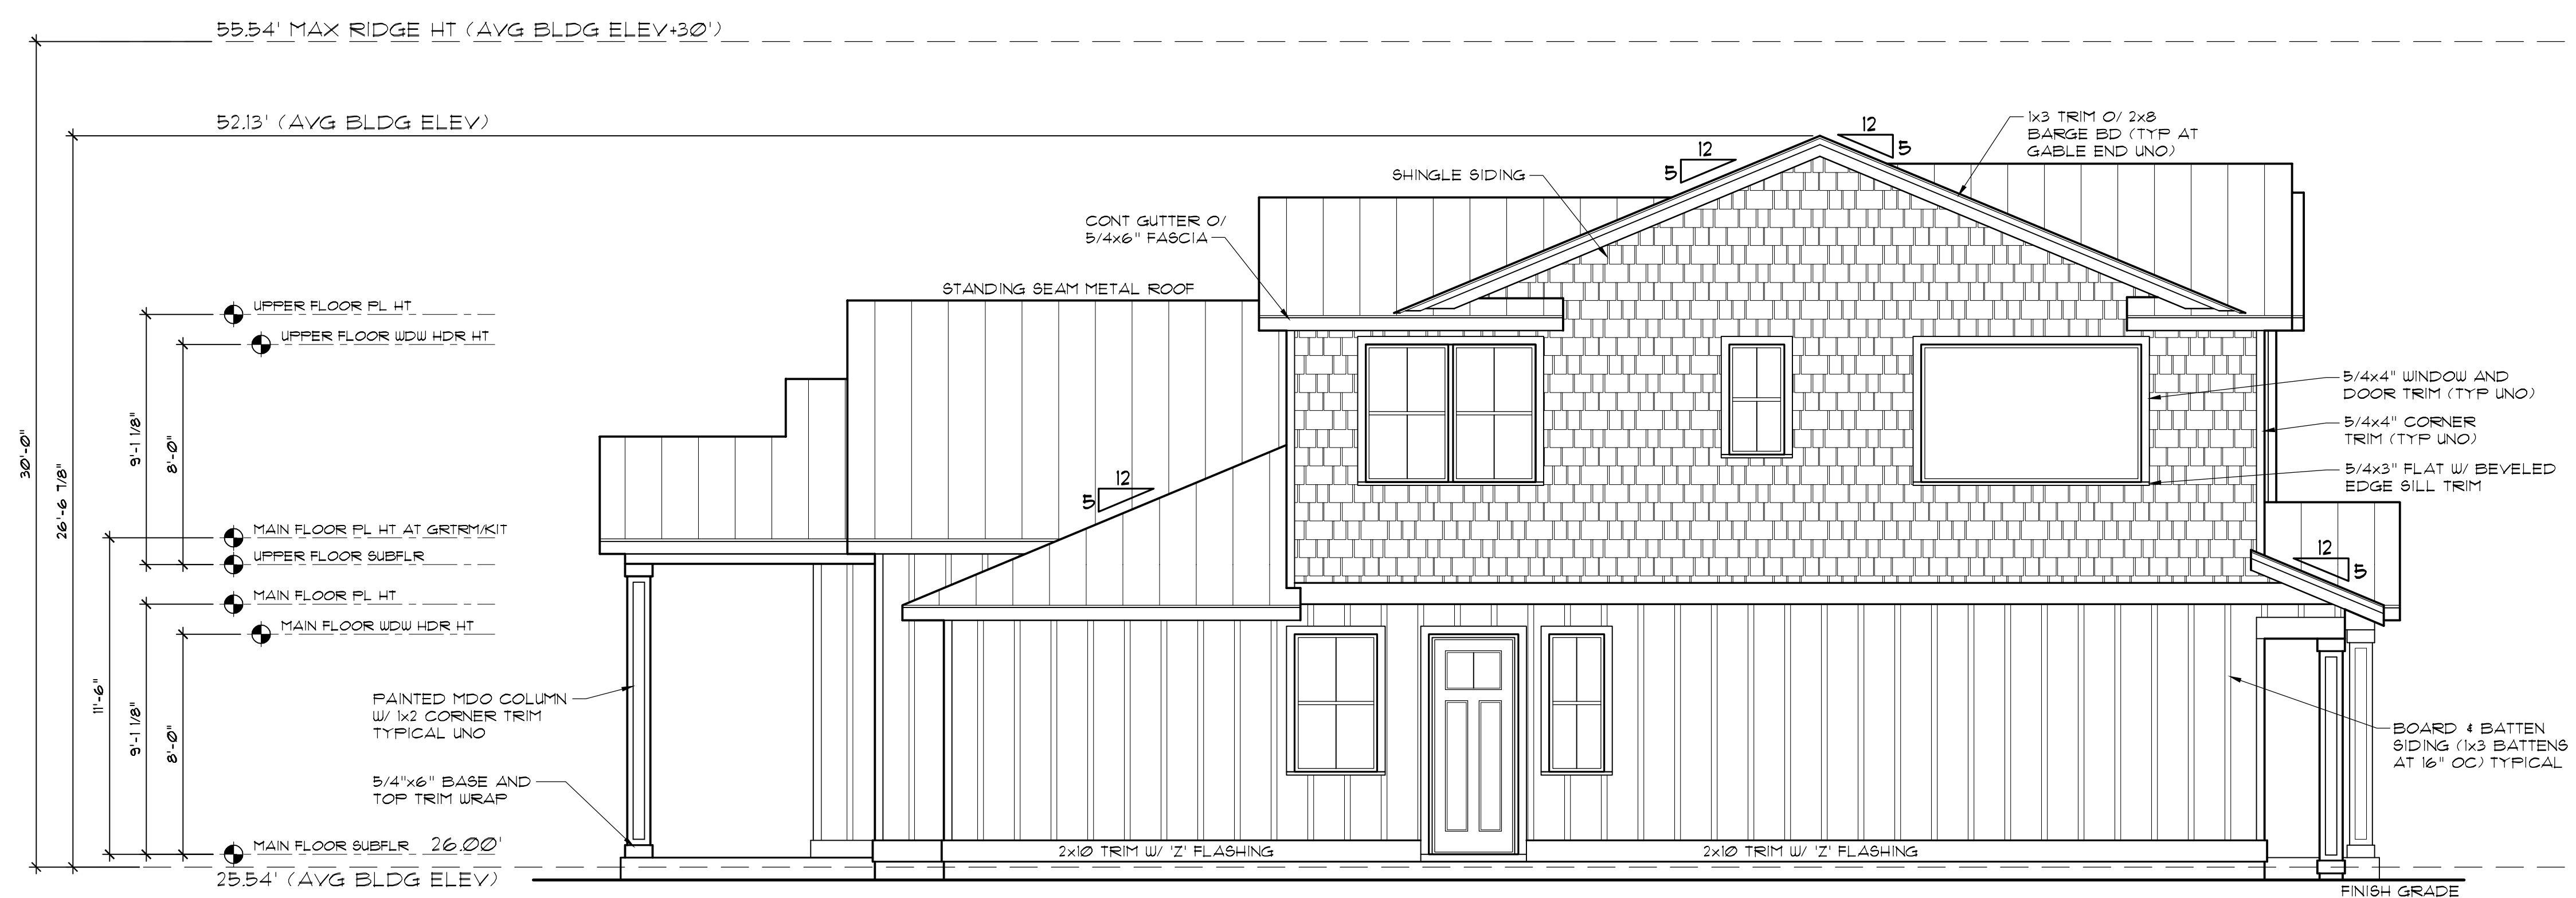 55.54' MAX RIDGE HT (AVG BLDG ELEV+30')
52.13' (AVG BLDG ELEV)
12
5
12
5
1x3 TRIM O/ 2x8
BARGE BD (TYP AT
GABLE END UNO)
SHINGLE SIDING
CONT GUTTER O/
5/4x6" FASCIA
STANDING SEAM METAL ROOF
UPPER FLOOR PL HT
UPPER FLOOR WDW HDR HT
5/4x4" WINDOW AND
DOOR TRIM (TYP UNO)
5/4x4" CORNER
TRIM (TYP UNO)
5/4x3" FLAT W/ BEVELED
EDGE SILL TRIM
30'-0"
26'-6 7/8"
9'-1 1/8"
8'-0"
12
5
MAIN FLOOR PL HT AT GRTRM/KIT
UPPER FLOOR SUBFLR
12
5
MAIN FLOOR PL HT
MAIN FLOOR WDW HDR HT
11'-6"
9'-1 1/8"
8'-0"
PAINTED MDO COLUMN
W/ 1x2 CORNER TRIM
TYPICAL UNO
BOARD & BATTEN
SIDING (1x3 BATTENS
AT 16" OC) TYPICAL
5/4"x6" BASE AND
TOP TRIM WRAP
MAIN FLOOR SUBFLR 26.00'
2x10 TRIM W/ 'Z' FLASHING
2x10 TRIM W/ 'Z' FLASHING
25.54' (AVG BLDG ELEV)
FINISH GRADE